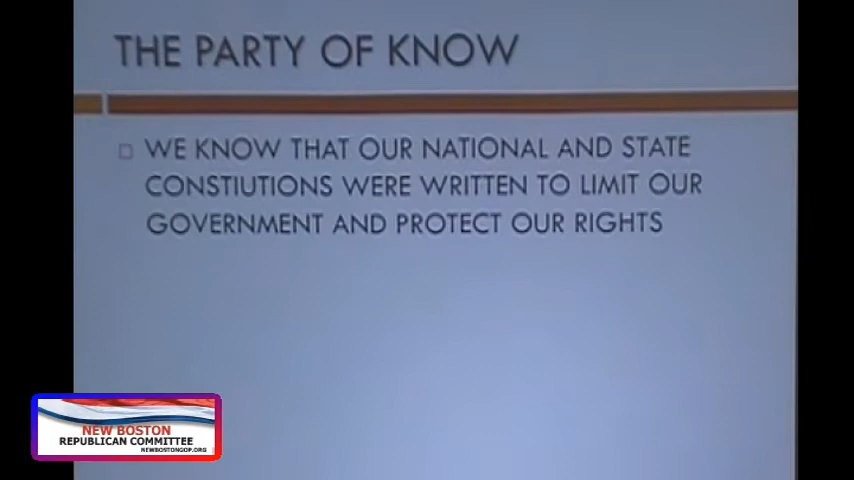 THE PARTY OF KNOW
WE KNOW THAT OUR NATIONAL AND STATE
CONSTIUTIONS WERE WRITTEN TO LIMIT OUR
GOVERNMENT AND PROTECT OUR RIGHTS
NEW BOSTON
REPUBLICAN COMMITTEE
NEWBOSTONGOP.ORG